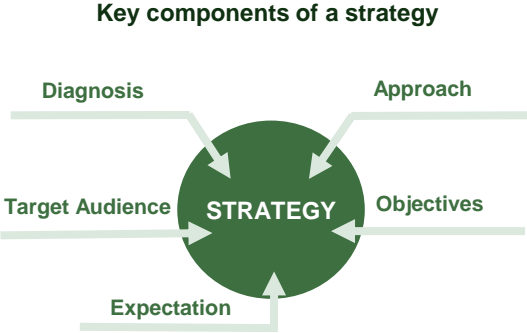 Key components of a strategy
Diagnosis
Approach
Target Audience
STRATEGY
Objectives
Expectation